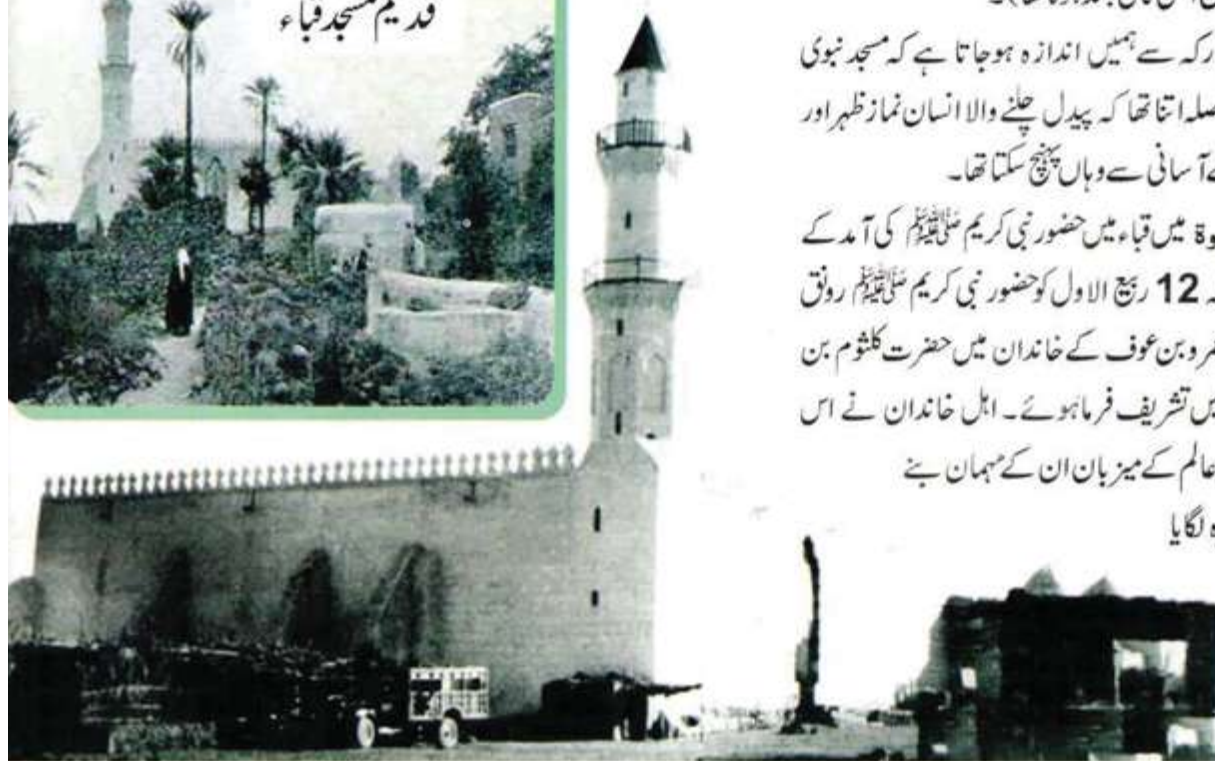 قدیم مسجد قباء
رکہ سے ہمیں اندازہ ہوجاتا ہے کہ مسجد نبوی
صلہ اتنا تھا کہ پیدل چلنے والا انسان نماز ظہر اور
آسانی سے وہاں پہنچ سکتا تھا۔
وۃ میں قباء میں حضور نبی کریم ﷺ کی آمد کے
12 ربیع الاول کو حضور نبی کریم ﷺ رونق
مرو بن عوف کے خاندان میں حضرت کلثوم بن
تشریف فرماہوئے۔ اہل خاندان نے اس
عالم کے میزبان ان کے مہمان بنے
لگایا